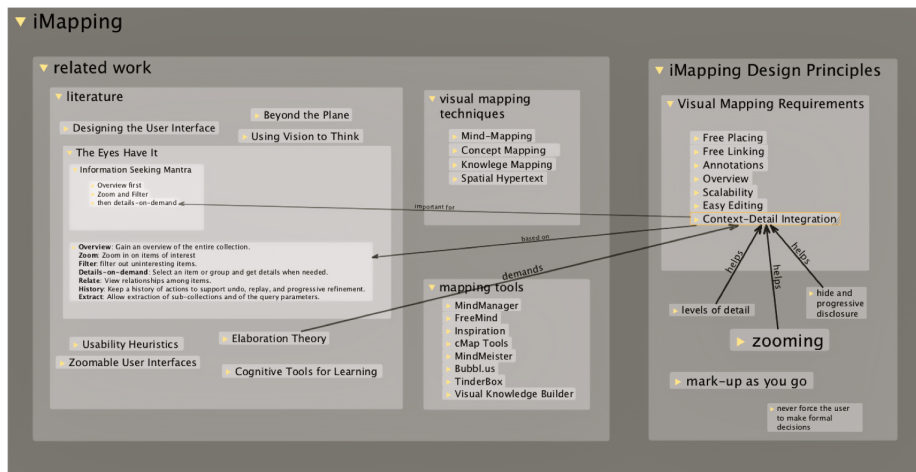 iMapping
related work
literature
Beyond the Plane
Designing the User Interface
Using Vision to Think
The Eyes Have It
Information Seeking Mantra
Overview first
Zoom and Filter
then details-on-demand
Overview: Gain an overview of the entire collection.
Zoom: Zoom in on items of interest
Filter: filter out uninteresting items.
Details-on-demand: Select an item or group and get details when needed.
Relate: View relationships among items.
History: Keep a history of actions to support undo, replay, and progressive refinement.
Extract: Allow extraction of sub-collections and of the query parameters.
Usability Heuristics
Elaboration Theory
Zoomable User Interfaces
Cognitive Tools for Learning
visual mapping
techniques
Mind-Mapping
Concept Mapping
Knowlege Mapping
Spatial Hypertext
important for
based on
demands
mapping tools
MindManager
FreeMind
Inspiration
cMap Tools
MindMeister
Bubbl.us
TinderBox
Visual Knowledge Builder
iMapping Design Principles
Visual Mapping Requirements
Free Placing
Free Linking
Annotations
Overview
Scalability
Easy Editing
Context-Detail Integration
helps
helps
helps
levels of detail
hide and
progressive
disclosure
zooming
mark-up as you go
never force the user
to make formal
decisions